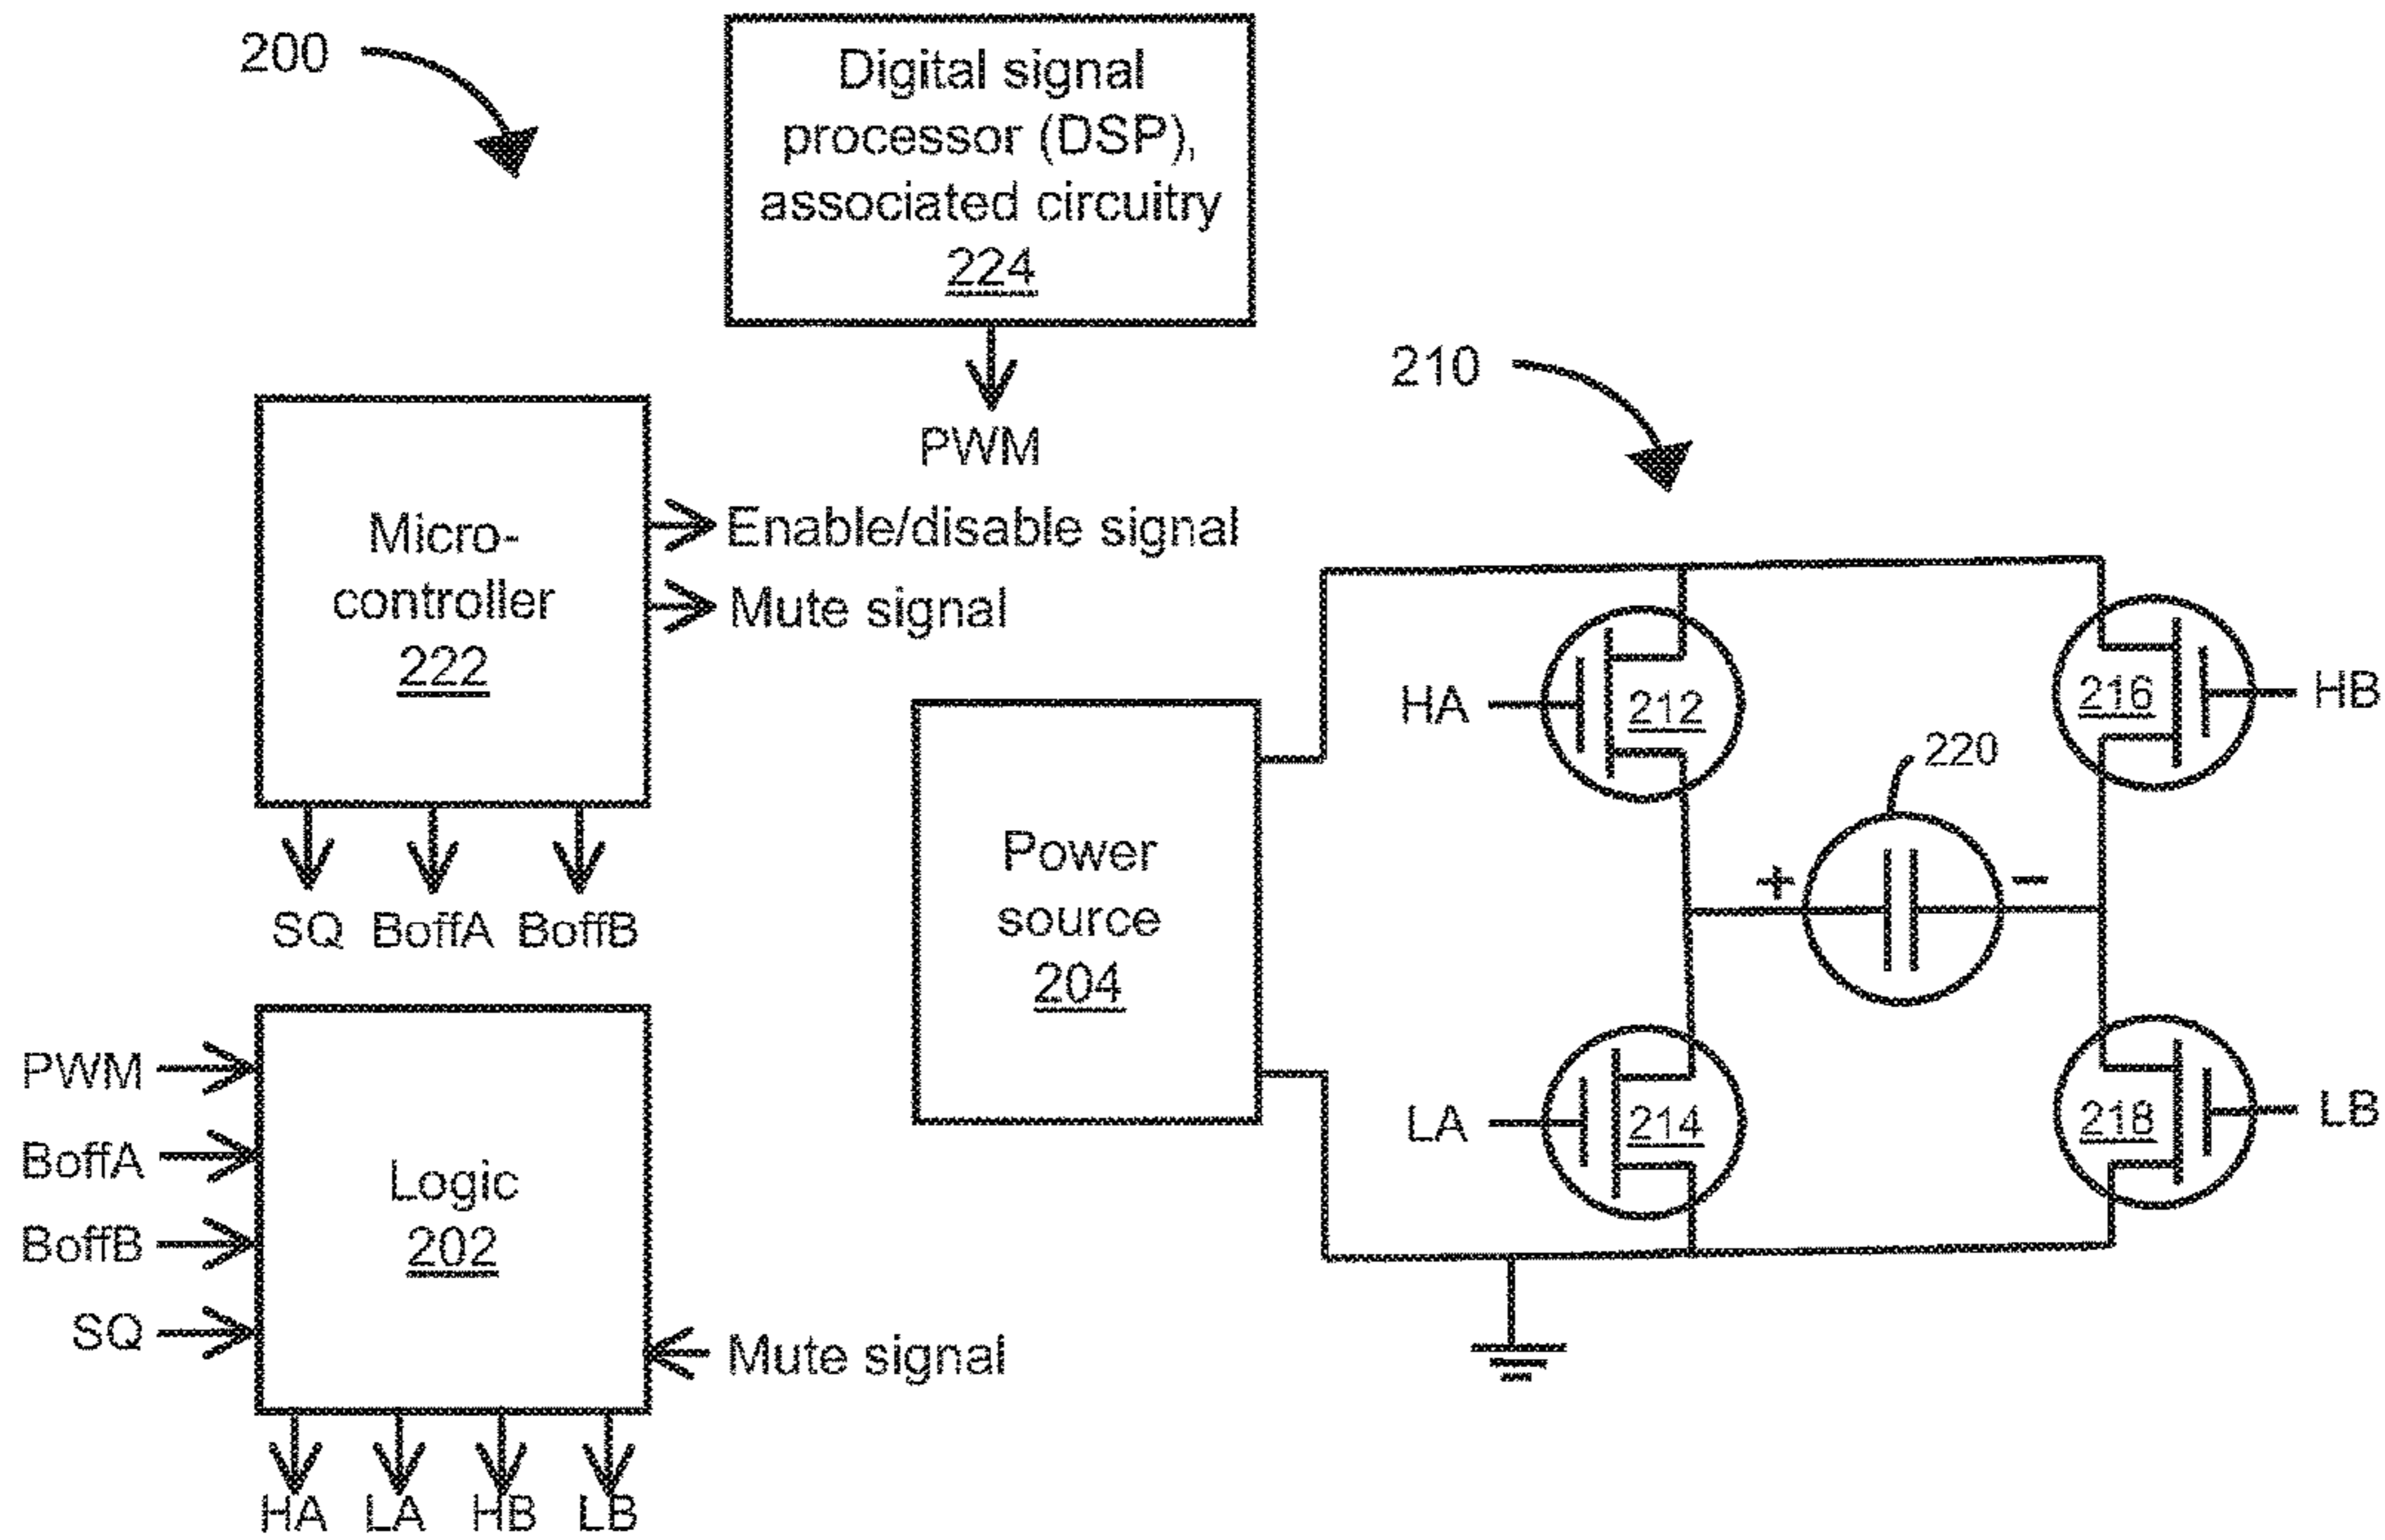 200
Digital signal
processor (DSP),
associated circuitry
224
PWM
210
Micro-
controller
222
Enable/disable signal
Mute signal
SQ BoffA BoffB
Power
source
204
HA
212
216
HB
220
+
-
LA
214
218
LB
PWM
BoffA
BoffB
SQ
Logic
202
Mute signal
HA LA HB LB